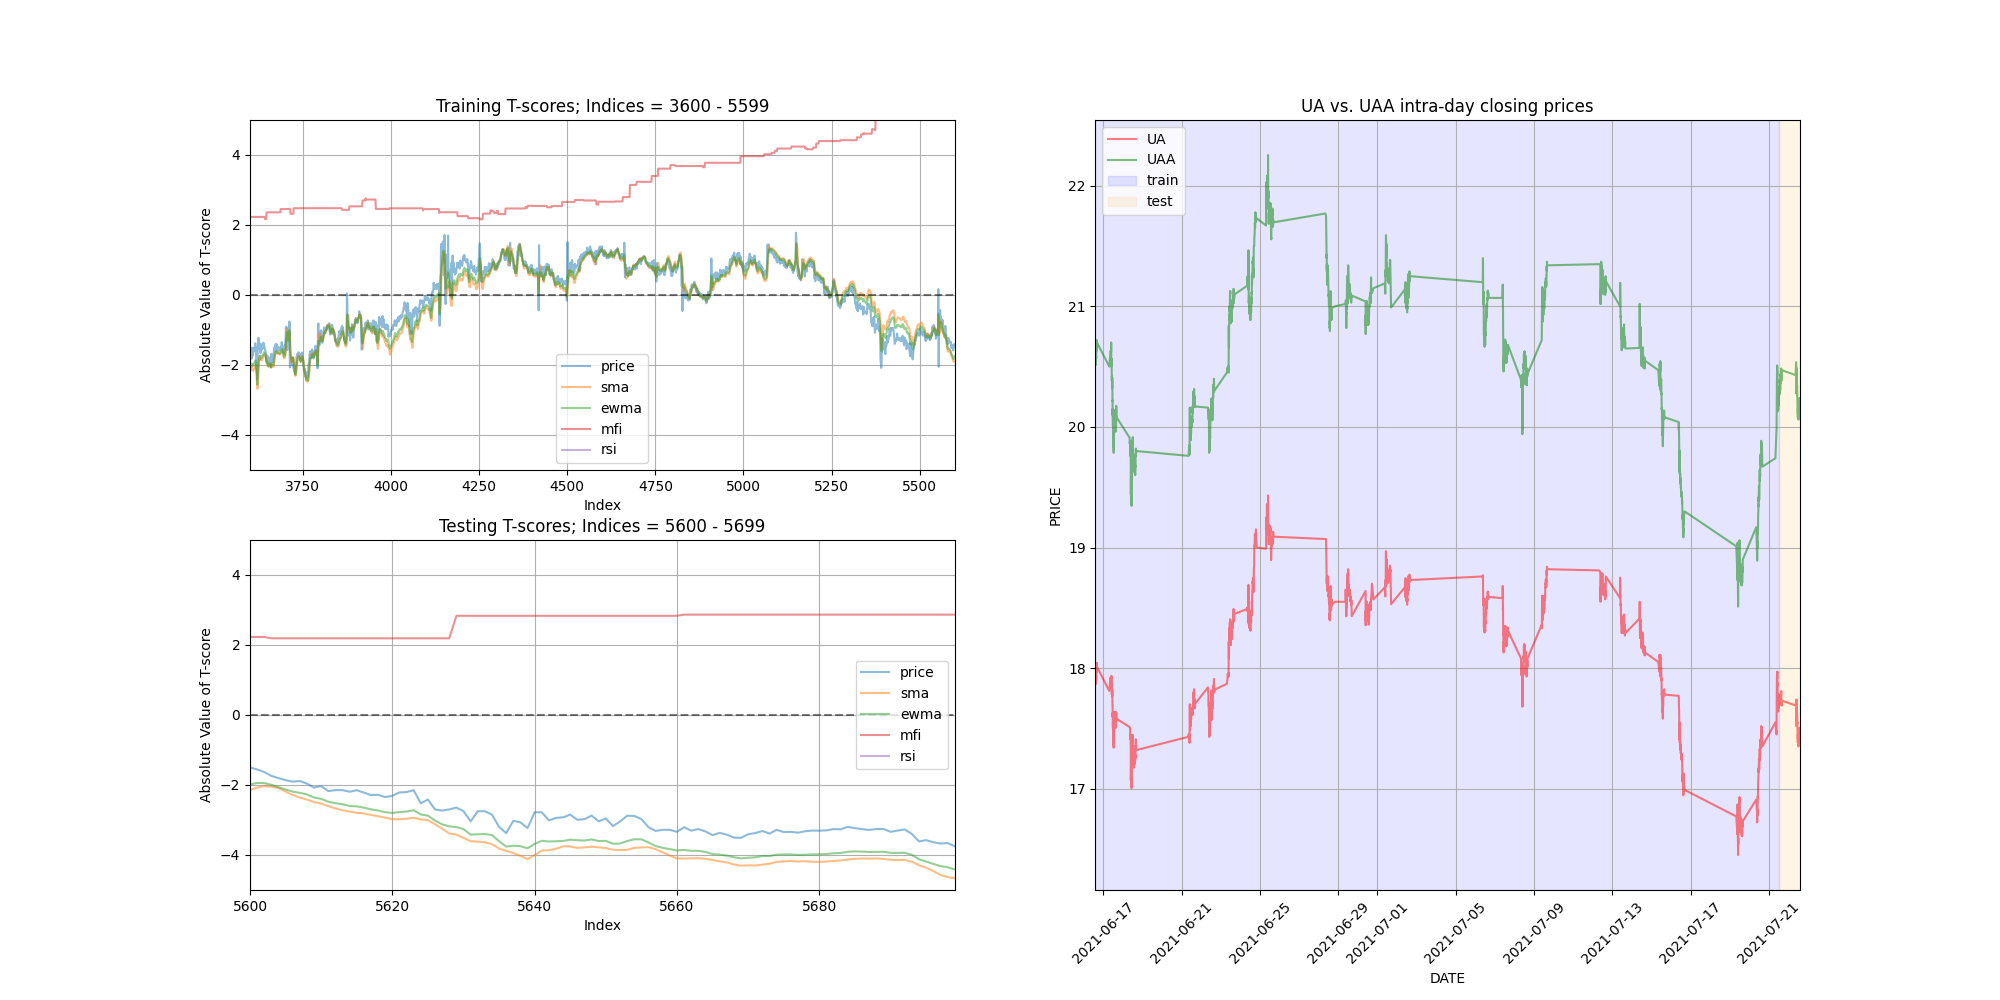 Training T-scores; Indices = 3600 - 5599
Absolute Value of T-score
4
2
0
−2
−4
price
sma
ewma
mfi
rsi
3750 4000 4250 4500 4750 5000 5250 5500
Index
Testing T-scores; Indices = 5600 - 5699
Absolute Value of T-score
4
2
0
−2
−4
price
sma
ewma
mfi
rsi
5600 5620 5640 5660 5680
Index
UA vs. UAA intra-day closing prices
UA
UAA
train
test
PRICE
22
21
20
19
18
17
2021-06-17 2021-06-21 2021-06-25 2021-06-29 2021-07-01 2021-07-05 2021-07-09 2021-07-13 2021-07-17 2021-07-21
DATE